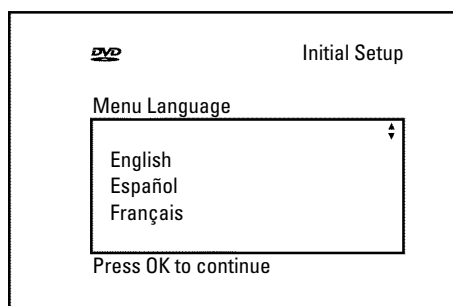 DVD
Initial Setup
Menu Language
English
Español
Français
Press OK to continue